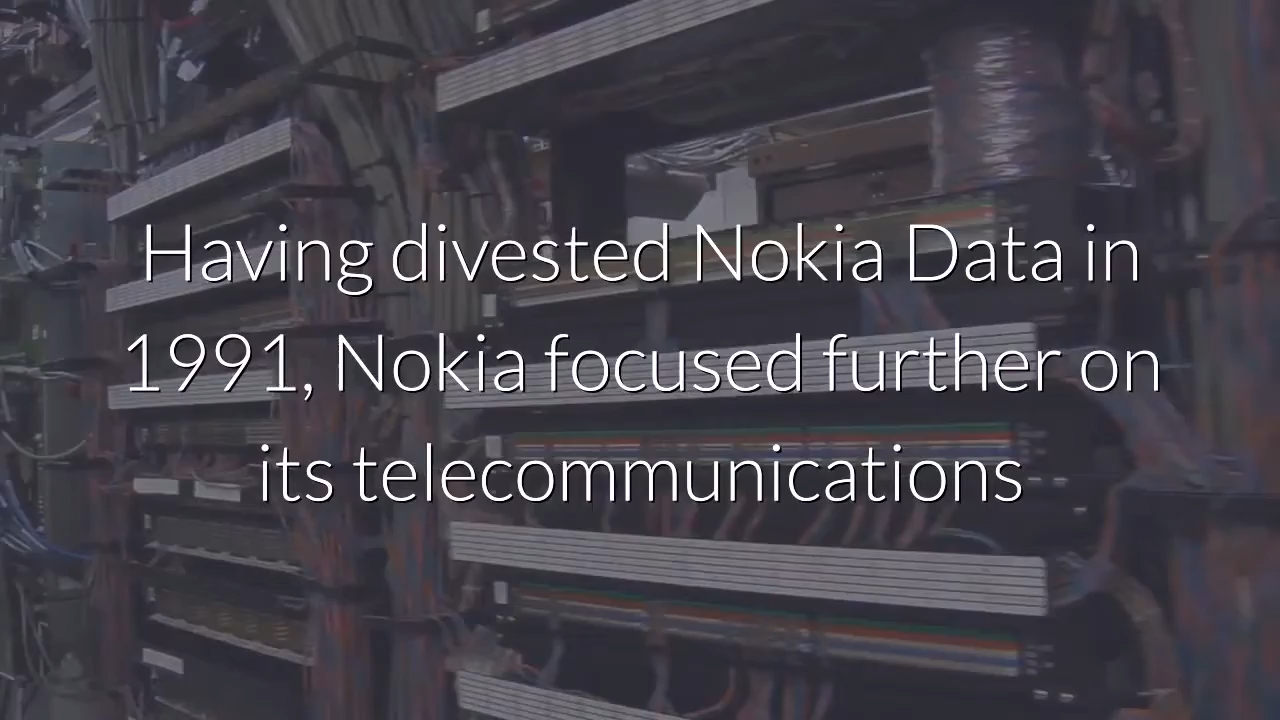 Having divested Nokia Data in
1991, Nokia focused further on
its telecommunications